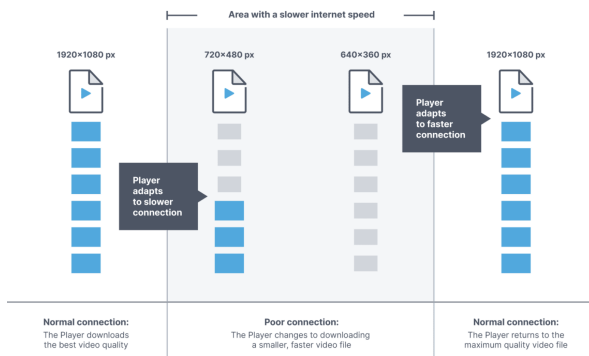 Area with a slower internet speed
1920×1080 px
720×480 px
640×360 px
1920×1080 px
Player
adapts
to faster
connection
Player
adapts
to slower
connection
Normal connection:
The Player downloads
the best video quality
Poor connection:
The Player changes to downloading
a smaller, faster video file
Normal connection:
The Player returns to the
maximum quality video file